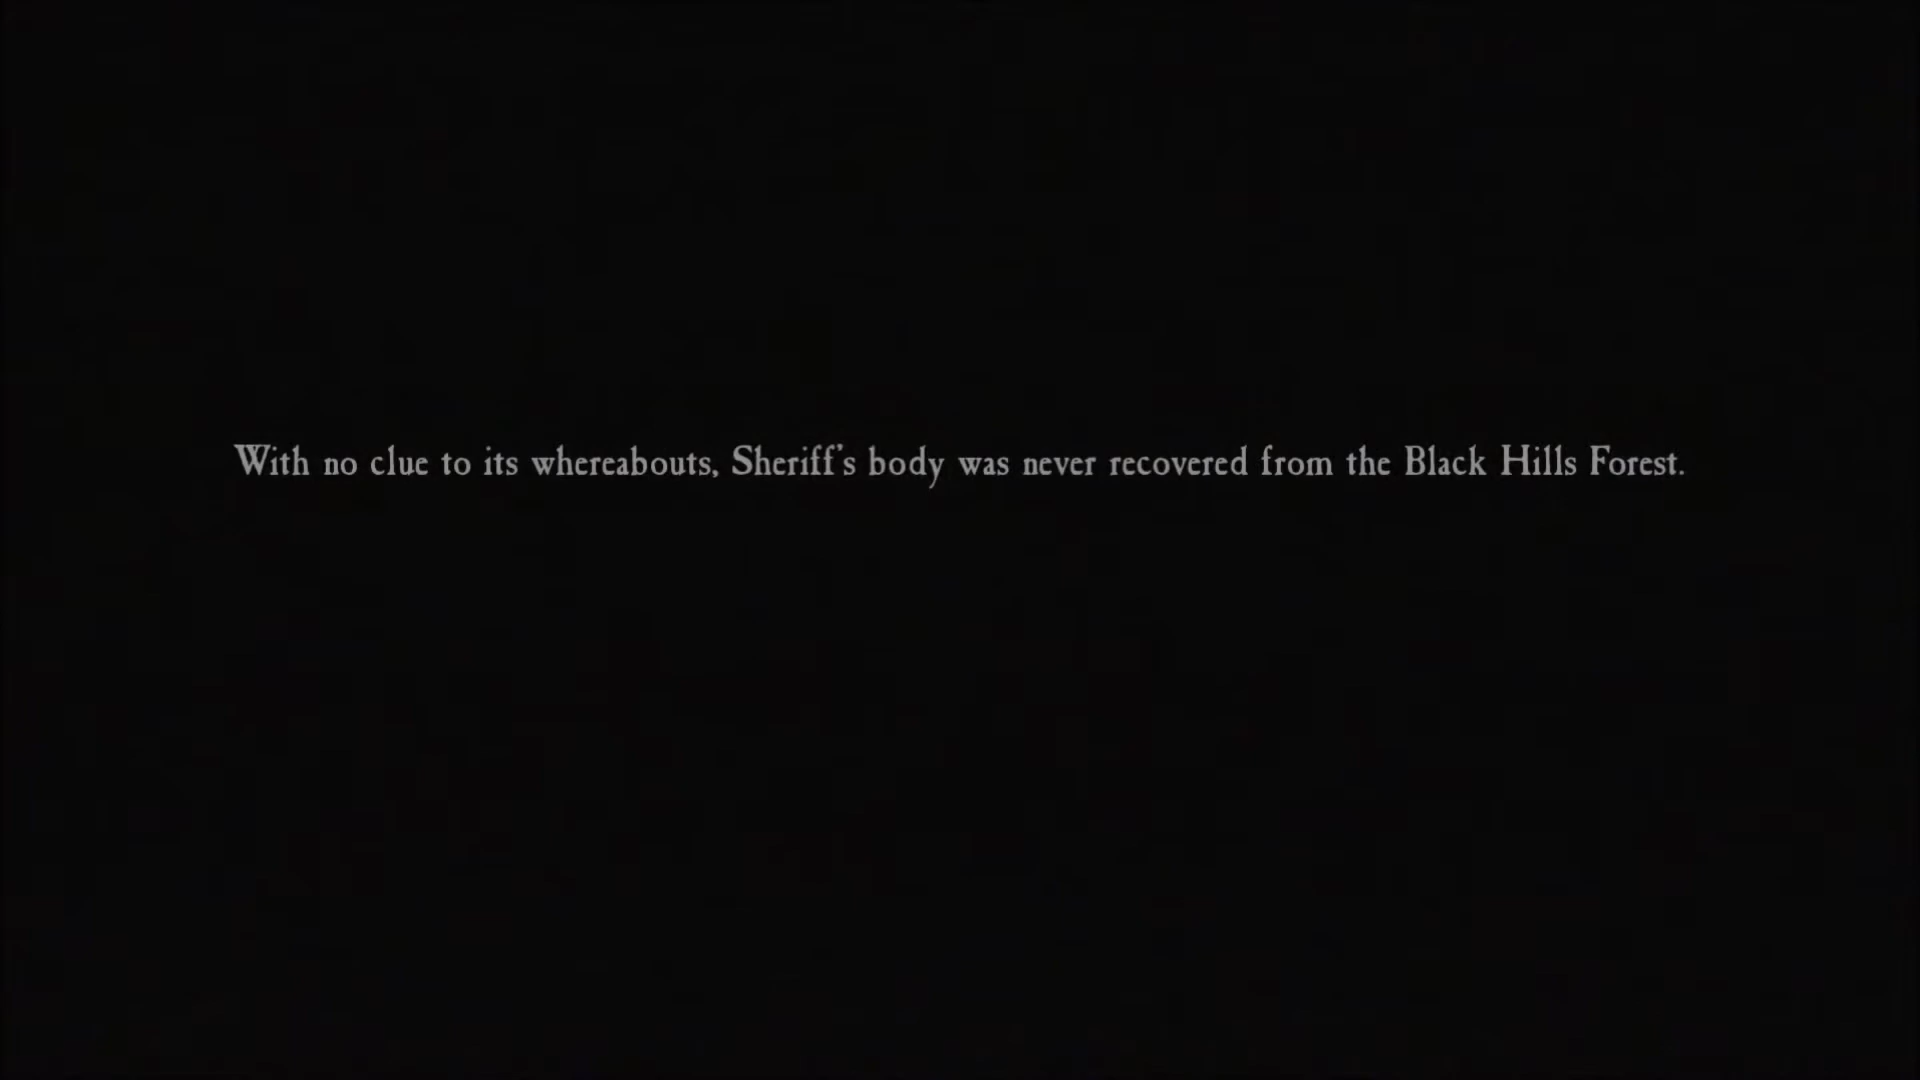 With no clue to its whereabouts, Sheriff's body was never recovered from the Black Hills Forest.